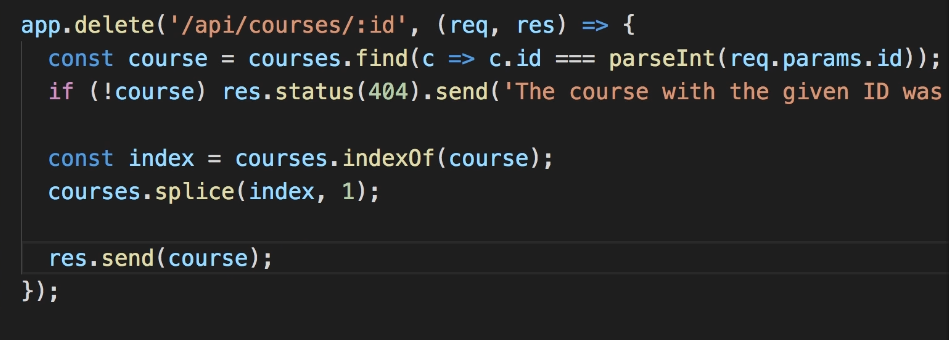 app.delete('/api/courses/:id', (req, res) => {
const course = courses.find(c => c.id === parseInt(req.params.id));
if (!course) res.status(404).send('The course with the given ID was
const index = courses.indexOf(course);
courses.splice(index, 1);
res.send(course);
});